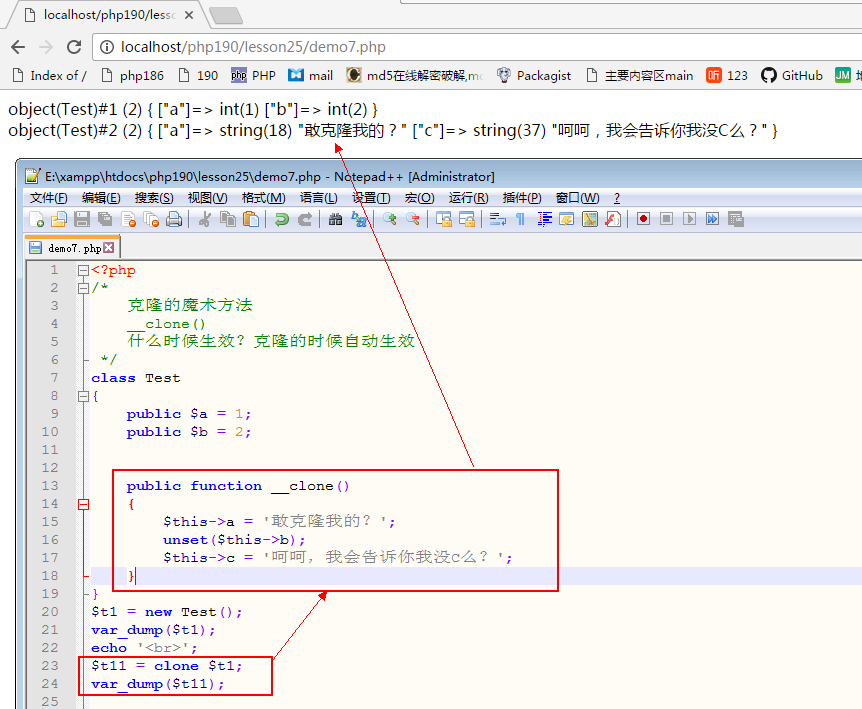 localhost/php190/lesso
localhost/php190/lesson25/demo7.php
Index of / php186 190 php PHP mail md5在线解密破解,mc Packagist 主要内容区main 听 123 GitHub JM
object(Test)#1 (2) { ["a"]=> int(1) ["b"]=> int(2) }
object(Test)#2 (2) { ["a"]=> string(18) "敢克隆我的？" ["c"]=> string(37) "呵呵，我会告诉你我没C么？" }
E:\xampp\htdocs\php190\lesson25\demo7.php - Notepad++ [Administrator]
文件(F) 编辑(E) 搜索(S) 视图(V) 格式(M) 语言(L) 设置(T) 宏(O) 运行(R) 插件(P) 窗口(W) ?
demo7.php
1 <?php
2 /*
3 克隆的魔术方法
4 __clone()
5 什么时候生效？克隆的时候自动生效
6 */
7 class Test
8 {
9 public $a = 1;
10 public $b = 2;
11
12
13 public function __clone()
14 {
15 $this->a = '敢克隆我的？';
16 unset($this->b);
17 $this->c = '呵呵，我会告诉你我没C么？';
18 }
19 }
20 $t1 = new Test();
21 var_dump($t1);
22 echo '<br>';
23 $t11 = clone $t1;
24 var_dump($t11);
25